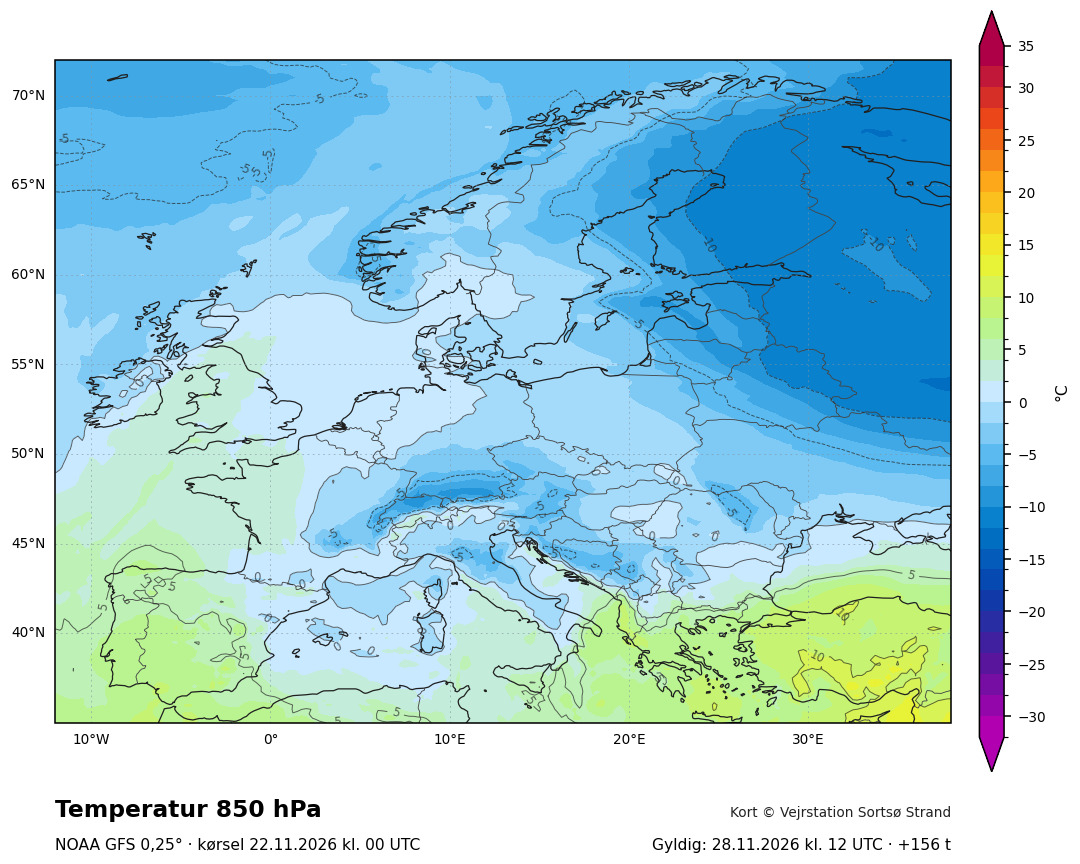 70°N
65°N
60°N
55°N
50°N
45°N
40°N
10°W 0° 10°E 20°E 30°E
35
30
25
20
15
10
5
0
−5
−10
−15
−20
−25
−30
°C
Temperatur 850 hPa
Kort © Vejrstation Sortsø Strand
NOAA GFS 0,25° · kørsel 22.11.2026 kl. 00 UTC
Gyldig: 28.11.2026 kl. 12 UTC · +156 t